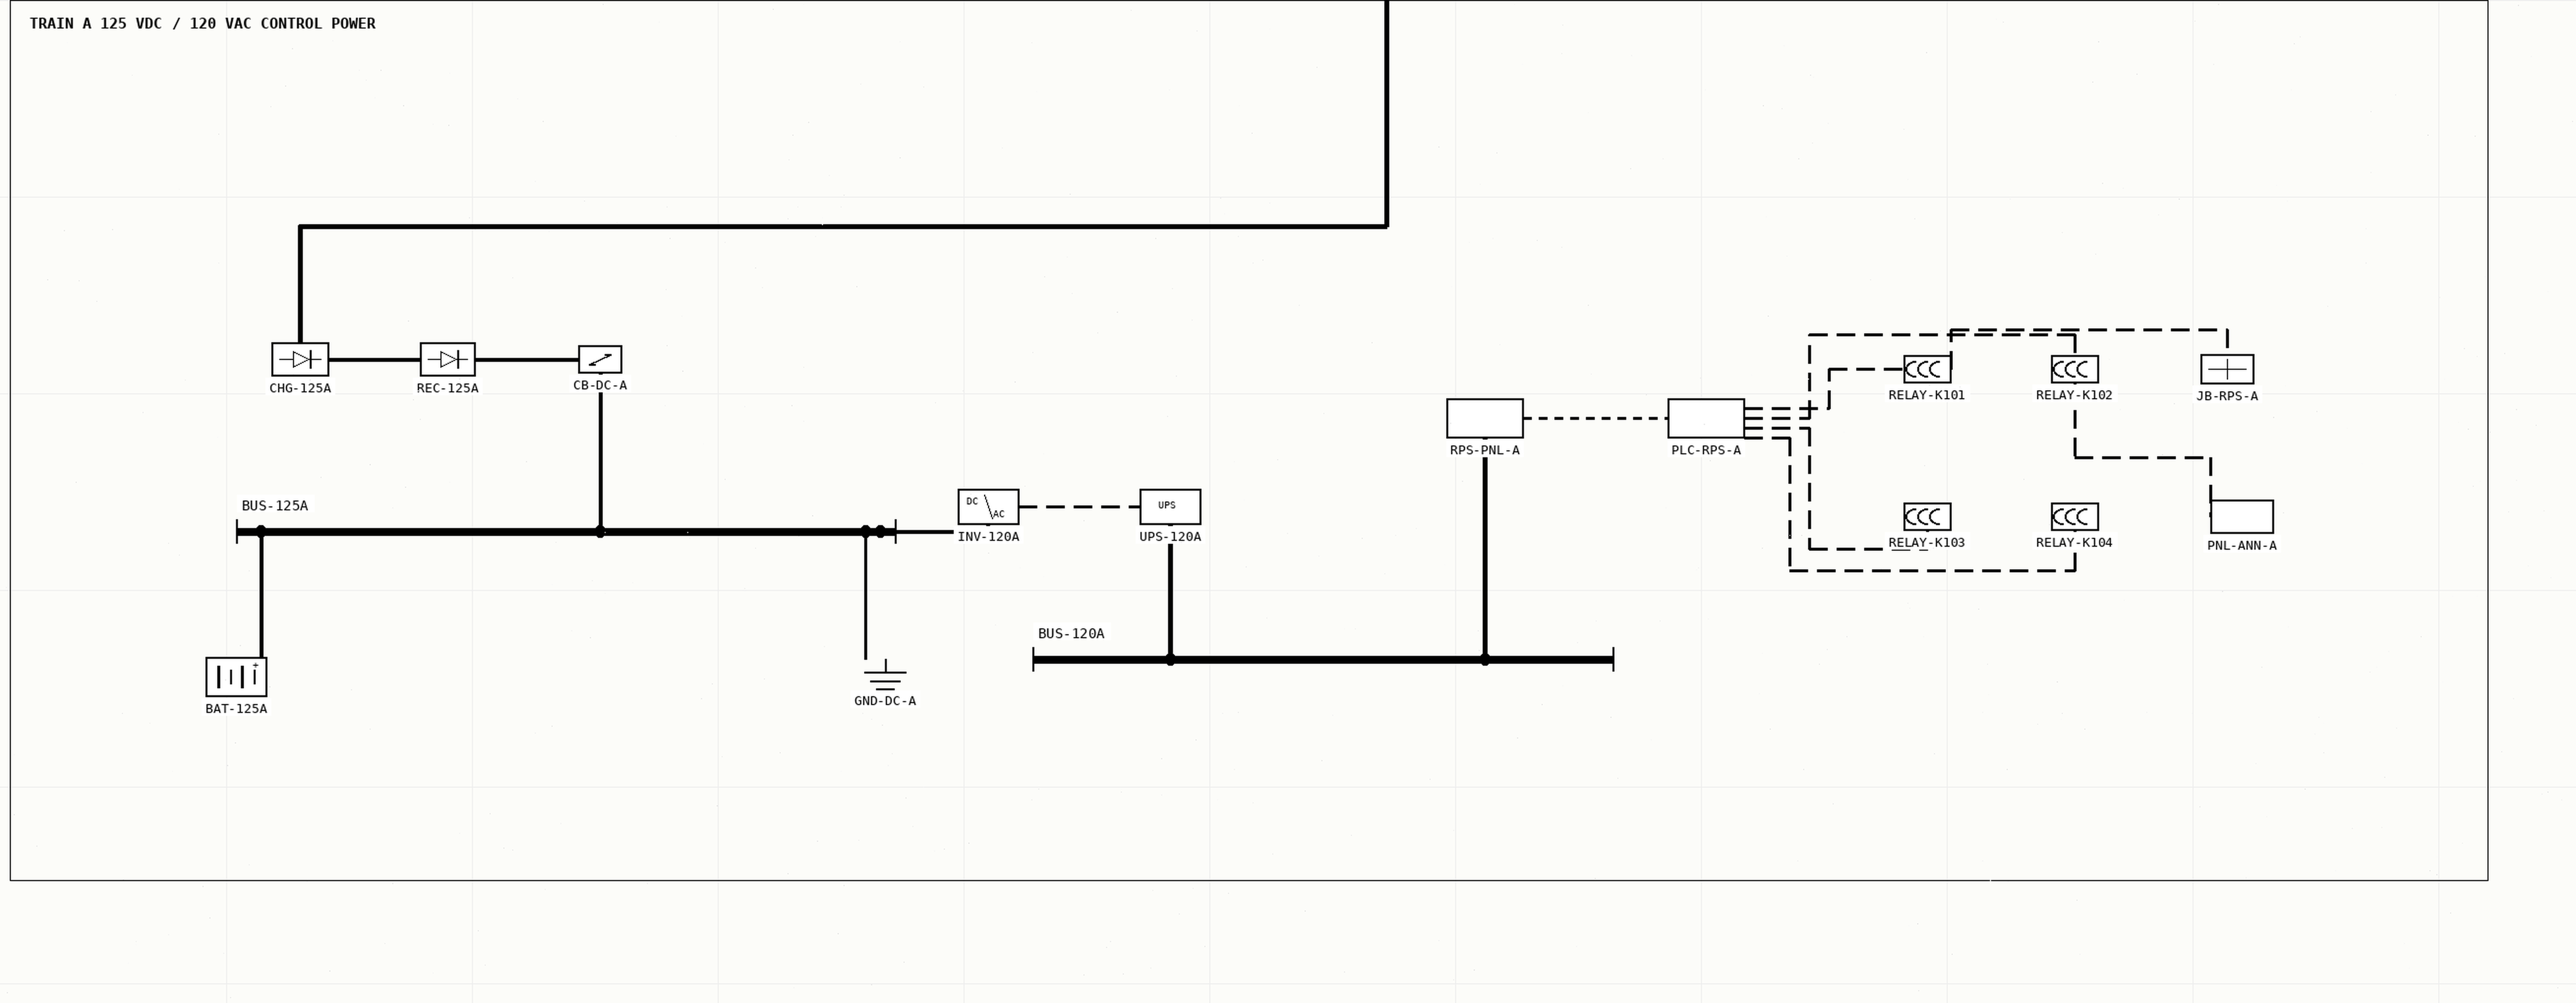 TRAIN A 125 VDC / 120 VAC CONTROL POWER
CHG-125A
REC-125A
CB-DC-A
RELAY-K101
RELAY-K102
JB-RPS-A
RPS-PNL-A
PLC-RPS-A
BUS-125A
DC
AC
INV-120A
UPS
UPS-120A
RELAY-K103
RELAY-K104
PNL-ANN-A
BUS-120A
+
BAT-125A
GND-DC-A